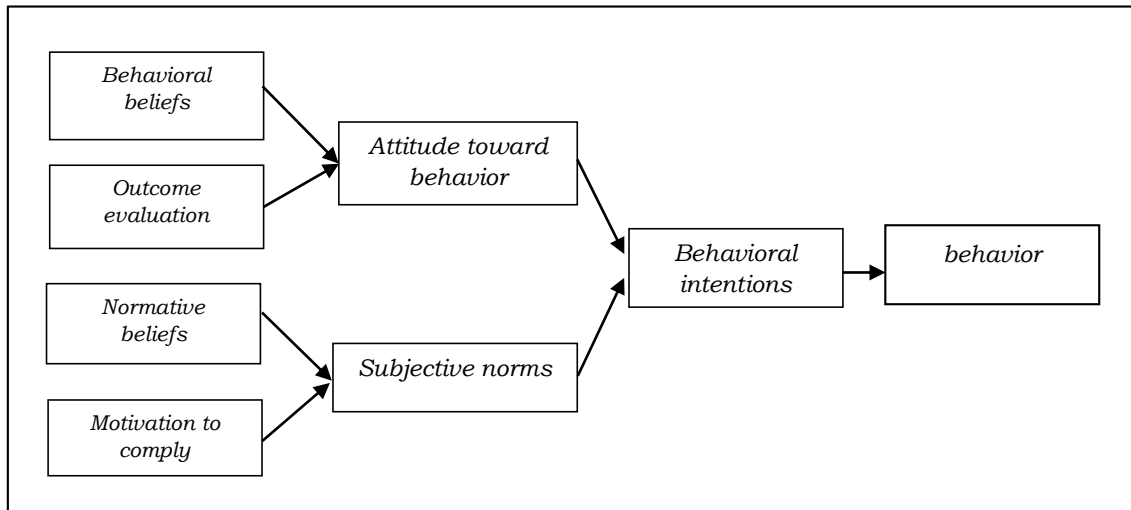 Behavioral
beliefs
Outcome
evaluation
Attitude toward
behavior
Normative
beliefs
Motivation to
comply
Subjective norms
Behavioral
intentions
behavior